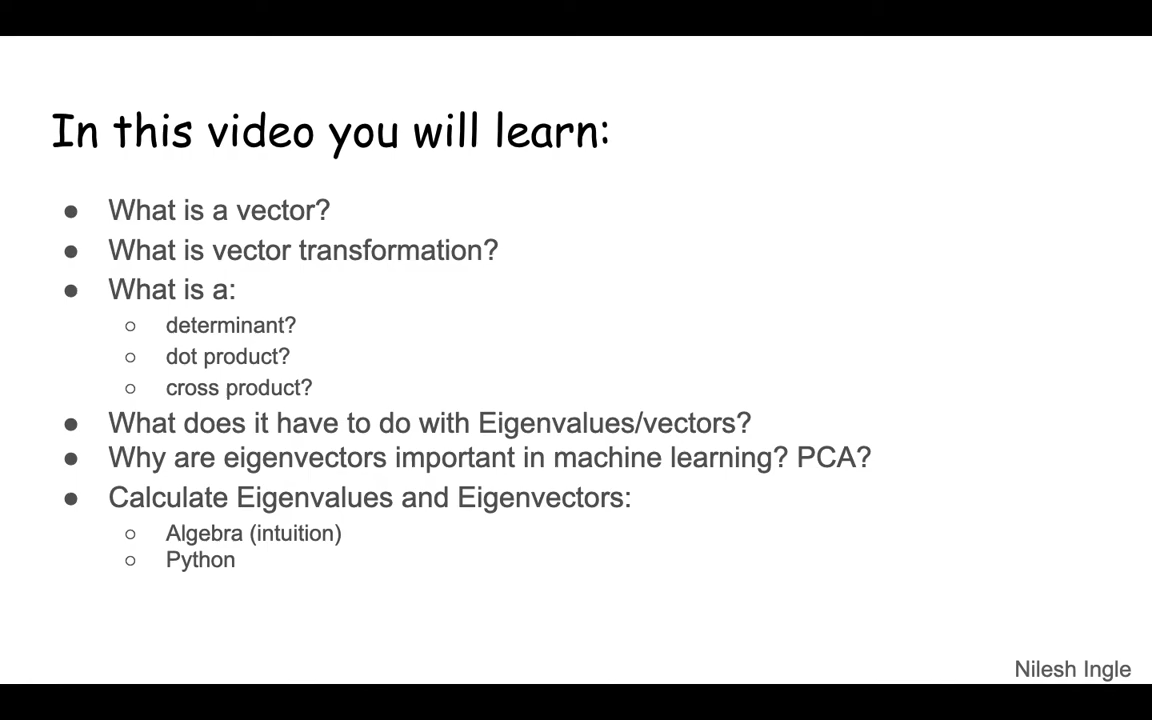 In this video you will learn:
● What is a vector?
● What is vector transformation?
● What is a:
○ determinant?
○ dot product?
○ cross product?
● What does it have to do with Eigenvalues/vectors?
● Why are eigenvectors important in machine learning? PCA?
● Calculate Eigenvalues and Eigenvectors:
○ Algebra (intuition)
○ Python
Nilesh Ingle